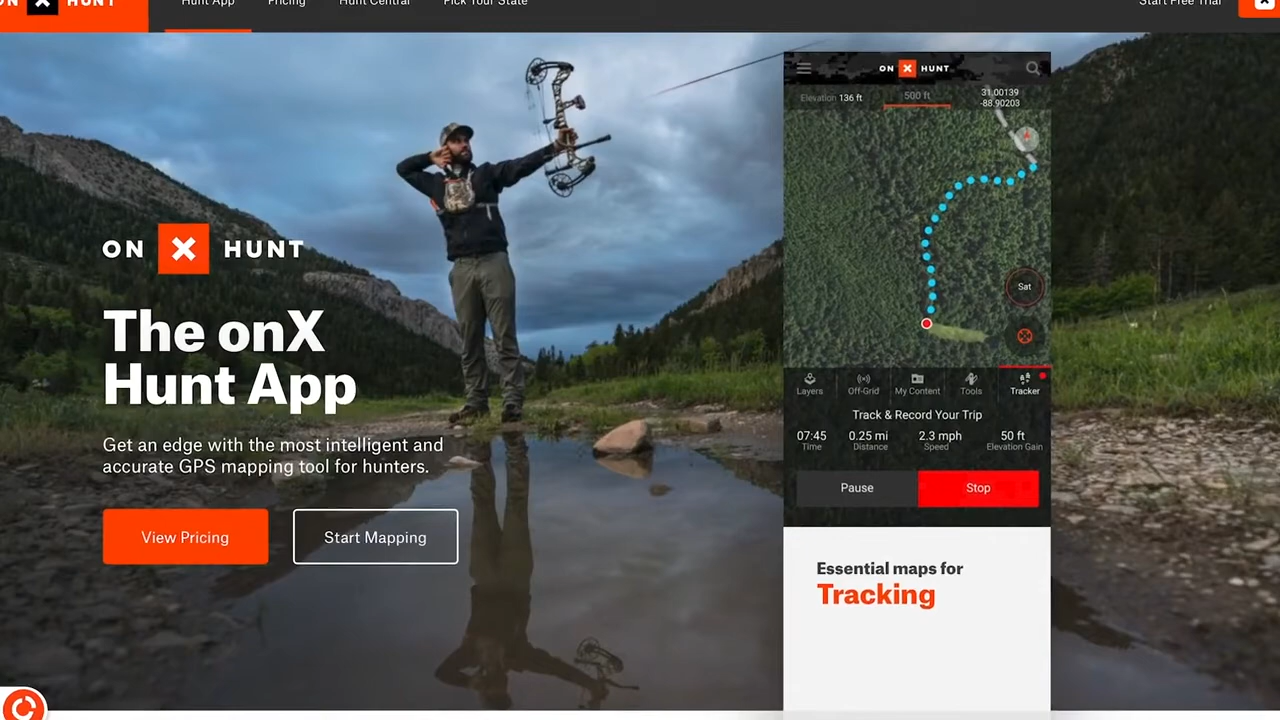 ON X HUNT
Hunt App
Pricing
Hunt Central
Pick Your State
Start Free Trial
ON X HUNT
The onX
Hunt App
Get an edge with the most intelligent and
accurate GPS mapping tool for hunters.
View Pricing
Start Mapping
ON X HUNT
Elevation 136 ft
500 ft
31.00139
-88.90203
Sat
Layers
Off-Grid
My Content
Tools
Tracker
Track & Record Your Trip
07:45
0.25 mi
2.3 mph
50 ft
Time
Distance
Speed
Elevation Gain
Pause
Stop
Essential maps for
Tracking